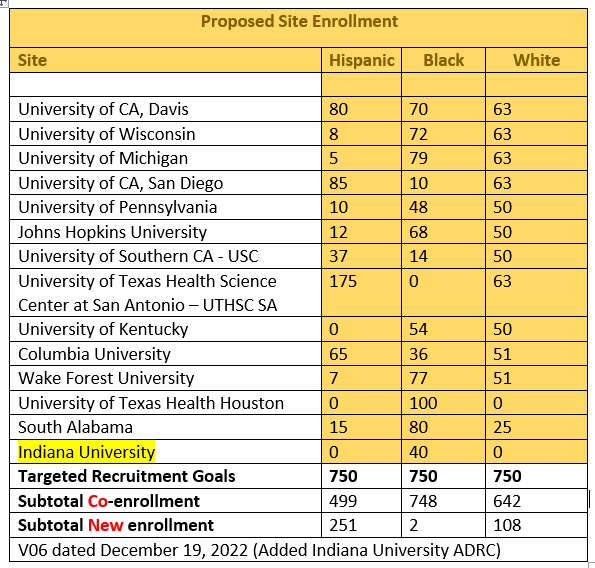 Proposed Site Enrollment
Site Hispanic Black White
University of CA, Davis 80 70 63
University of Wisconsin 8 72 63
University of Michigan 5 79 63
University of CA, San Diego 85 10 63
University of Pennsylvania 10 48 50
Johns Hopkins University 12 68 50
University of Southern CA - USC 37 14 50
University of Texas Health Science 175 0 63
Center at San Antonio – UTHSC SA
University of Kentucky 0 54 50
Columbia University 65 36 51
Wake Forest University 7 77 51
University of Texas Health Houston 0 100 0
South Alabama 15 80 25
Indiana University 0 40 0
Targeted Recruitment Goals 750 750 750
Subtotal Co-enrollment 499 748 642
Subtotal New enrollment 251 2 108
V06 dated December 19, 2022 (Added Indiana University ADRC)